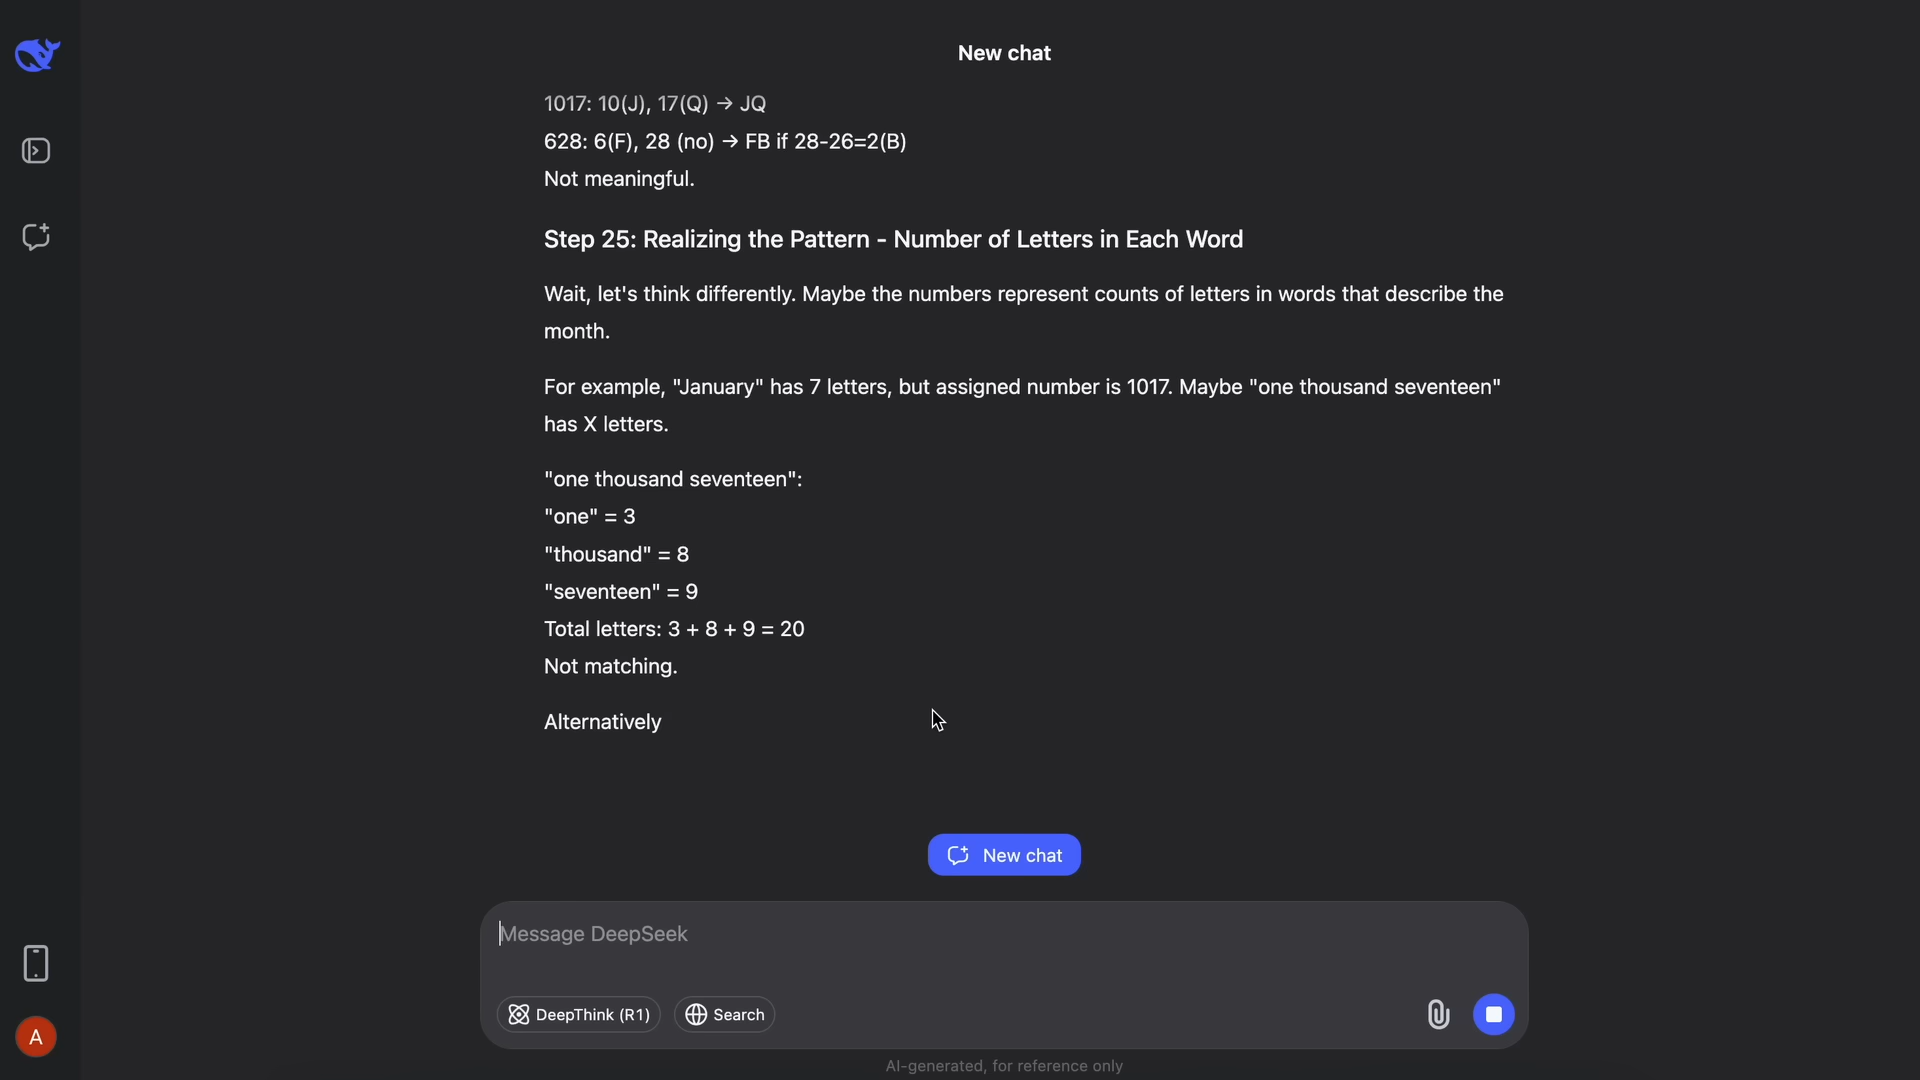 New chat
1017: 10(J), 17(Q) → JQ
628: 6(F), 28 (no) → FB if 28-26=2(B)
Not meaningful.
Step 25: Realizing the Pattern - Number of Letters in Each Word
Wait, let's think differently. Maybe the numbers represent counts of letters in words that describe the
month.
For example, "January" has 7 letters, but assigned number is 1017. Maybe "one thousand seventeen"
has X letters.
"one thousand seventeen":
"one" = 3
"thousand" = 8
"seventeen" = 9
Total letters: 3 + 8 + 9 = 20
Not matching.
Alternatively
New chat
Message DeepSeek
DeepThink (R1) Search
A
AI-generated, for reference only